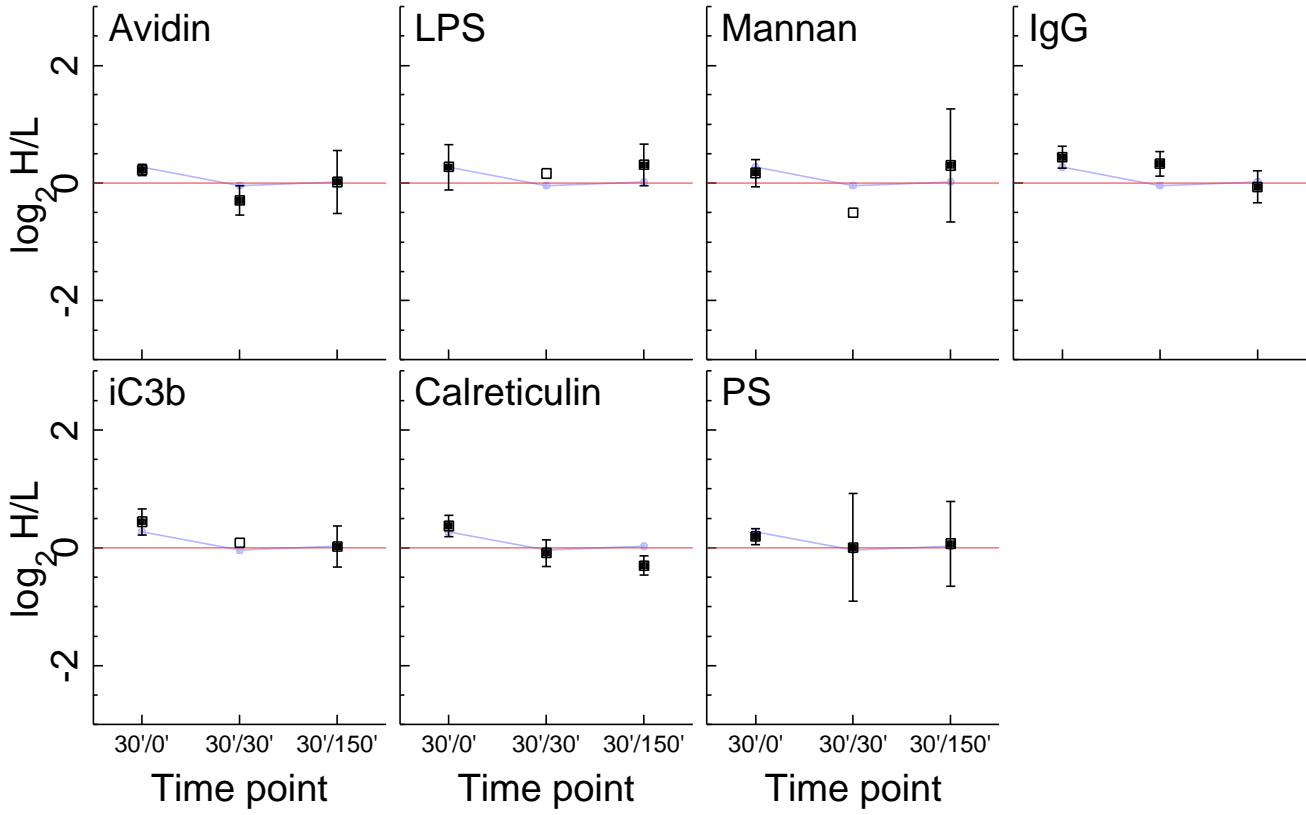 Avidin
LPS
Mannan
IgG
log2 H/L
2
0
-2
iC3b
Calreticulin
PS
log2 H/L
2
0
-2
30'/0' 30'/30' 30'/150'
30'/0' 30'/30' 30'/150'
30'/0' 30'/30' 30'/150'
Time point
Time point
Time point